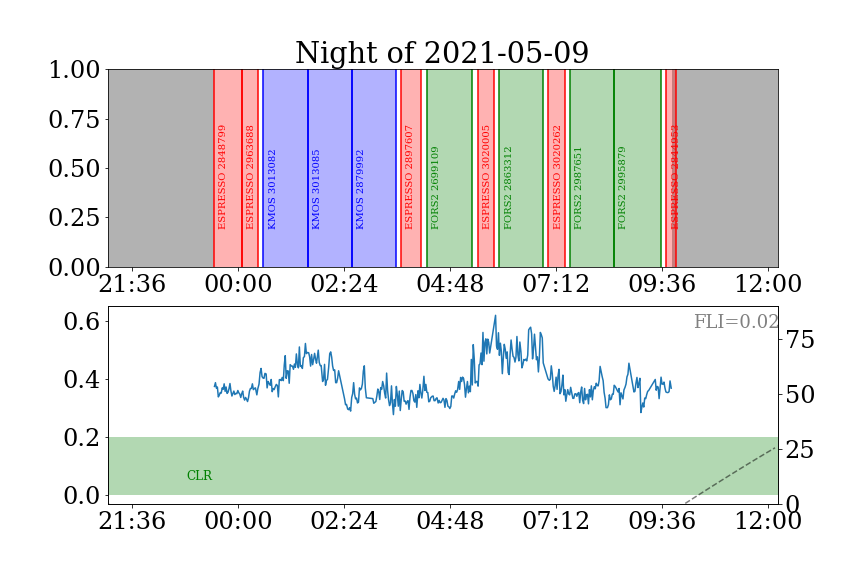 Night of 2021-05-09
1.00
0.75
0.50
0.25
0.00
ESPRESSO 2848799
ESPRESSO 2963688
KMOS 3013082
KMOS 3013085
KMOS 2879992
ESPRESSO 2897607
FORS2 2699109
ESPRESSO 3020005
FORS2 2863312
ESPRESSO 3020262
FORS2 2987651
FORS2 2995879
ESPRESSO 2844953
21:36 00:00 02:24 04:48 07:12 09:36 12:00
0.6
0.4
0.2
0.0
FLI=0.02
CLR
75
50
25
0
21:36 00:00 02:24 04:48 07:12 09:36 12:00